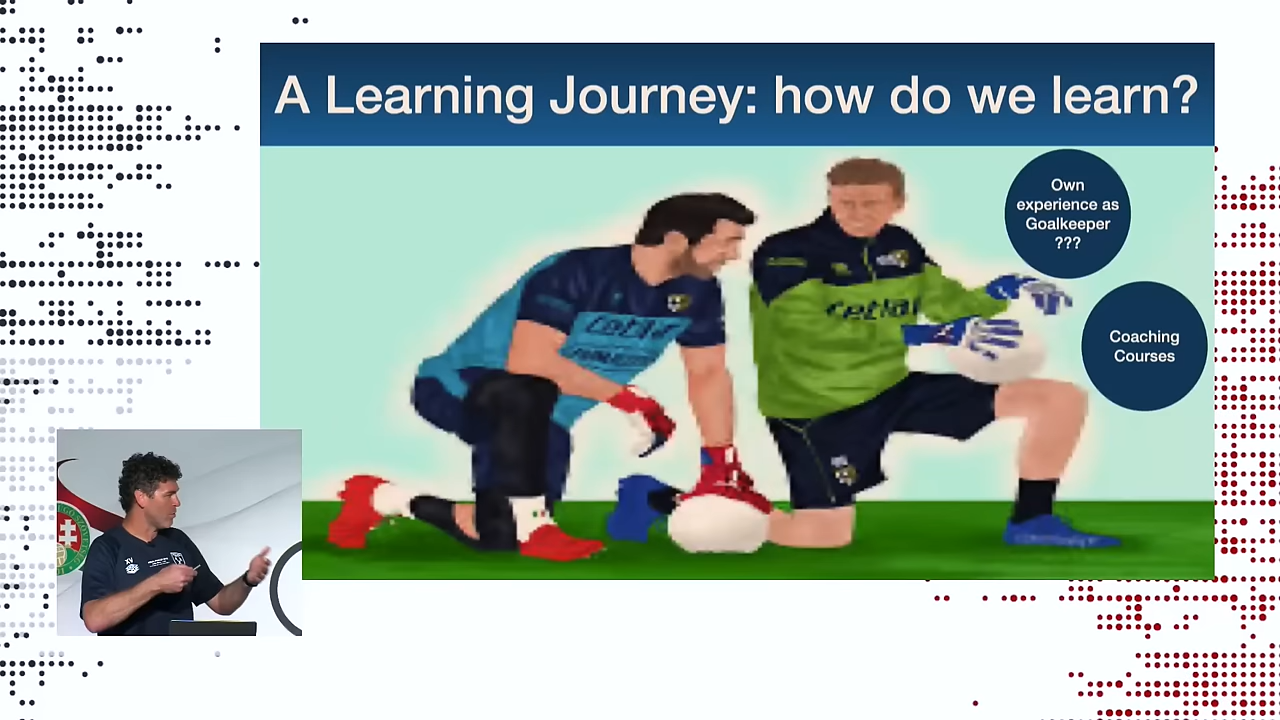 A Learning Journey: how do we learn?
Own
experience as
Goalkeeper
???
Coaching
Courses